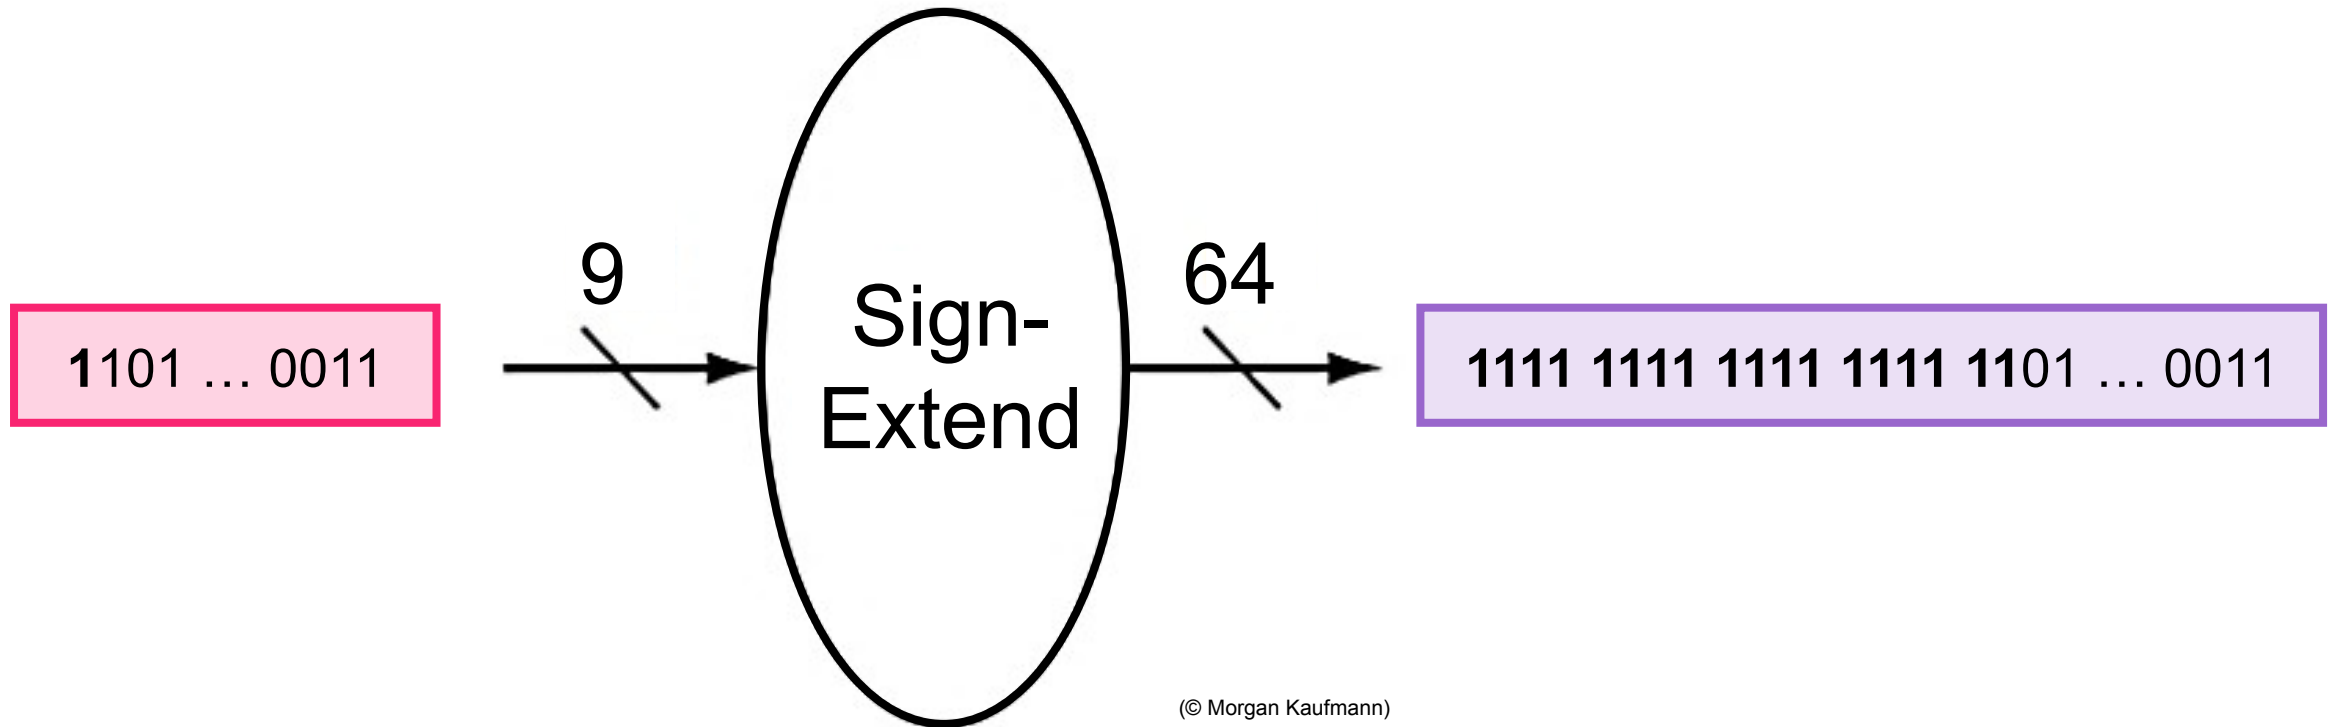 1101 … 0011
9
Sign-
Extend
64
1111 1111 1111 1111 1101 … 0011
(© Morgan Kaufmann)